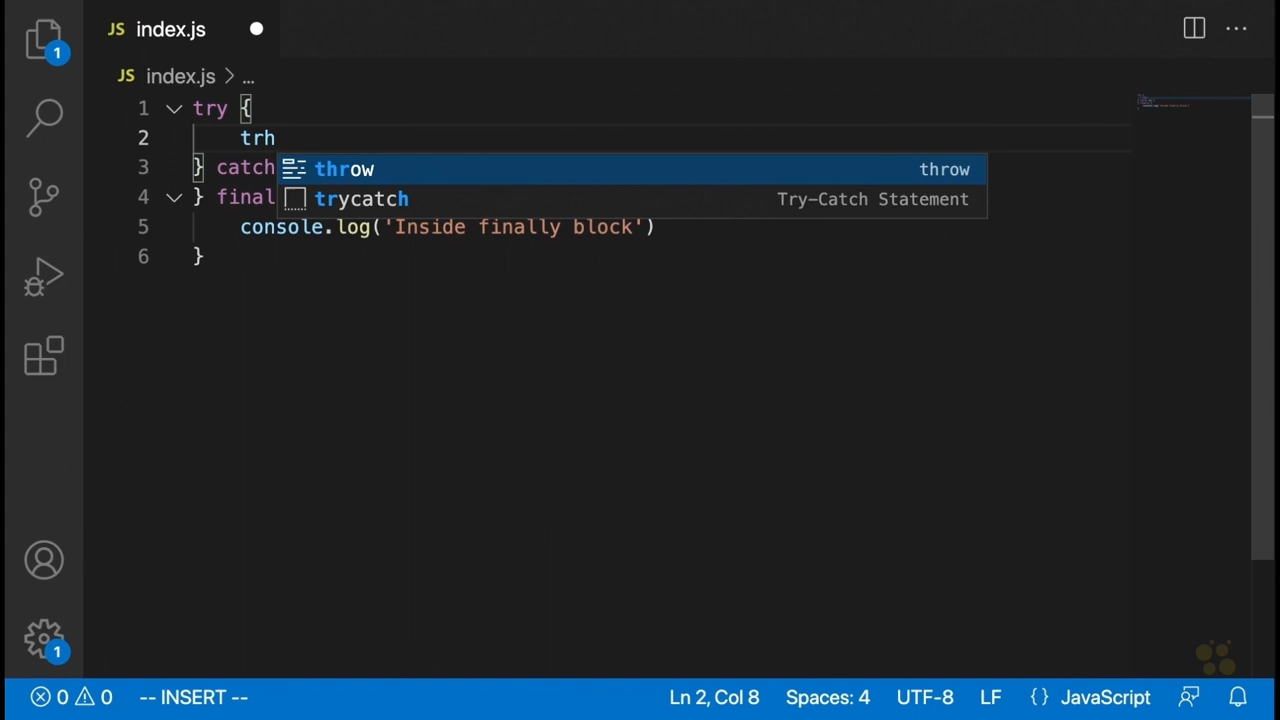 1
JS index.js
JS index.js > ...
1 try {
2 trh
throw throw
3 } catch
trycatch Try-Catch Statement
4 } final
5 console.log('Inside finally block')
6 }
1
0 0 -- INSERT -- Ln 2, Col 8 Spaces: 4 UTF-8 LF {} JavaScript